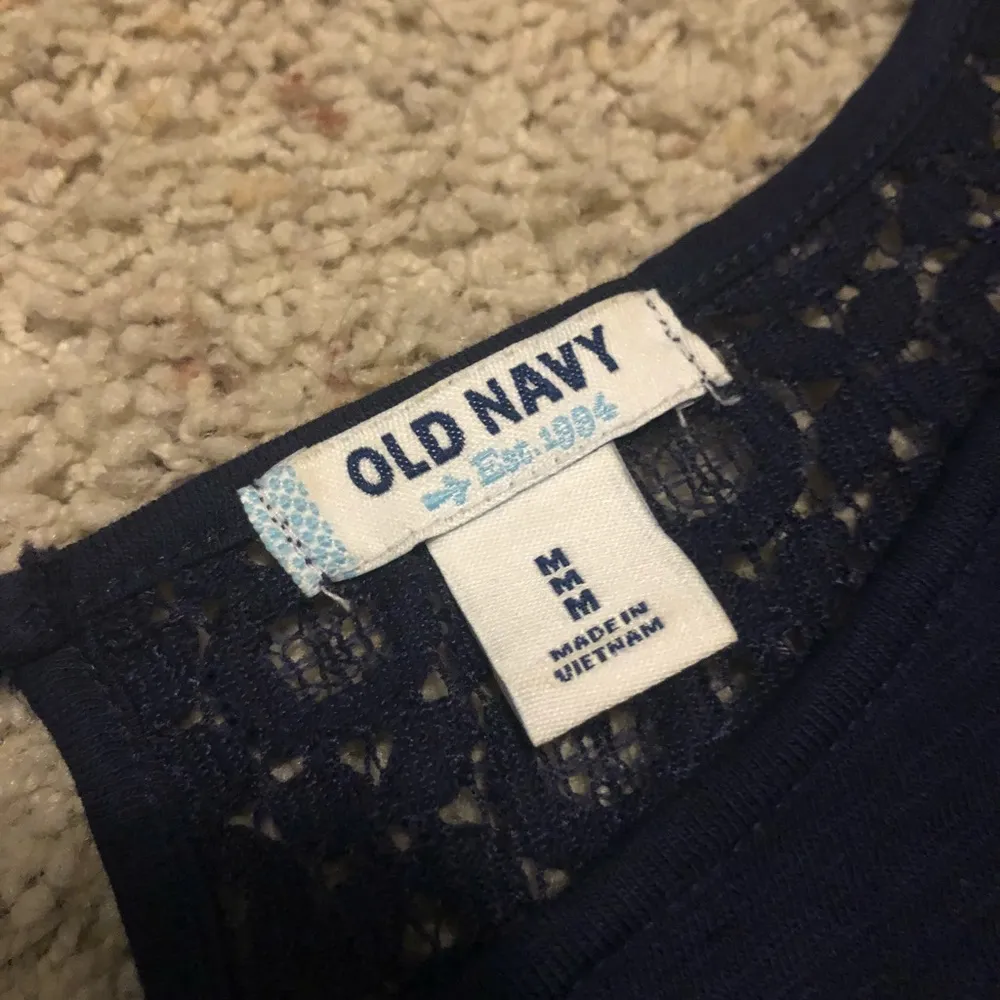 OLD NAVY
Est. 1994
M
M
M
MADE IN
VIETNAM